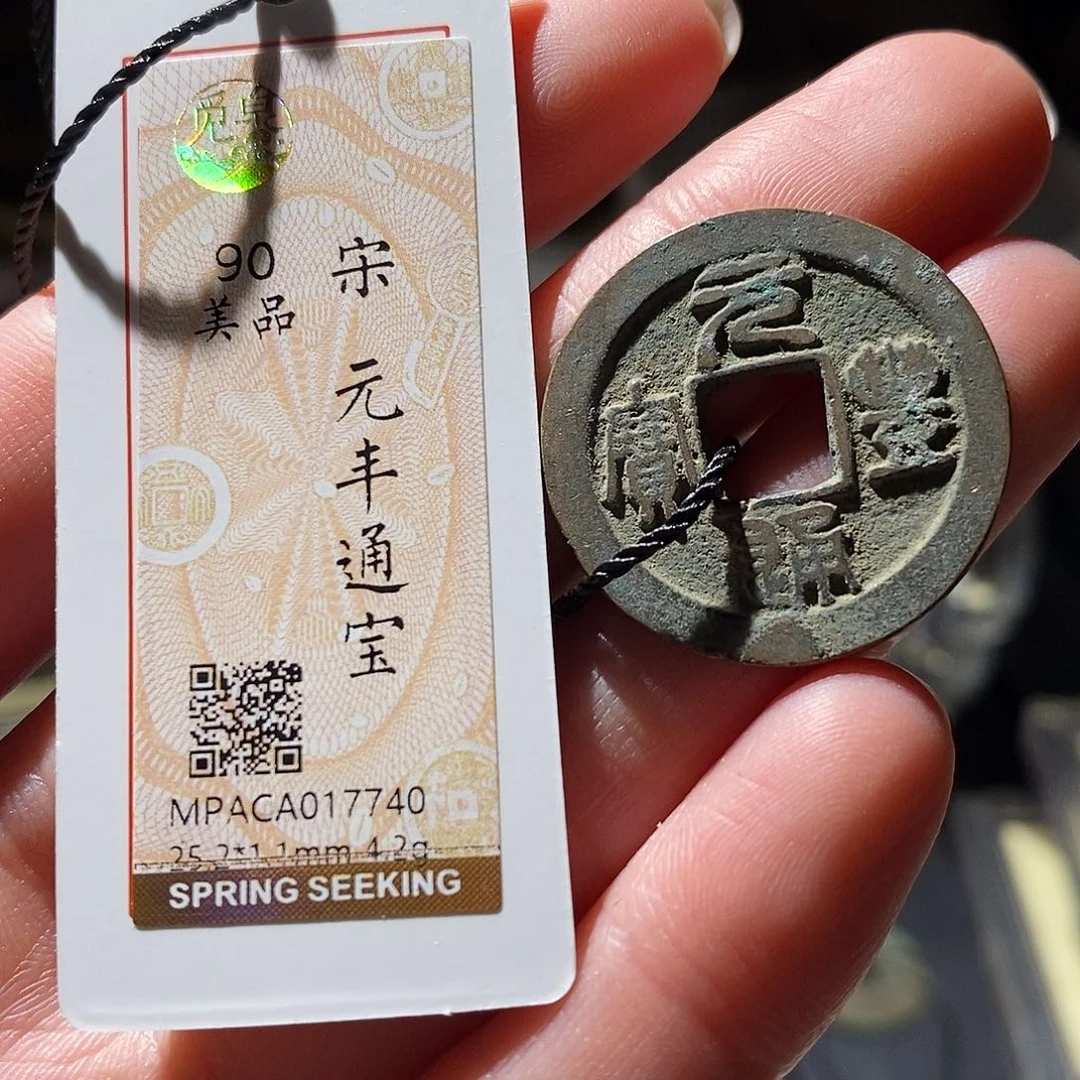 觅泉
90
美品
宋
元丰通宝
MPACA017740
25.2*1.1mm 4.2g
SPRING SEEKING
元豐通寶